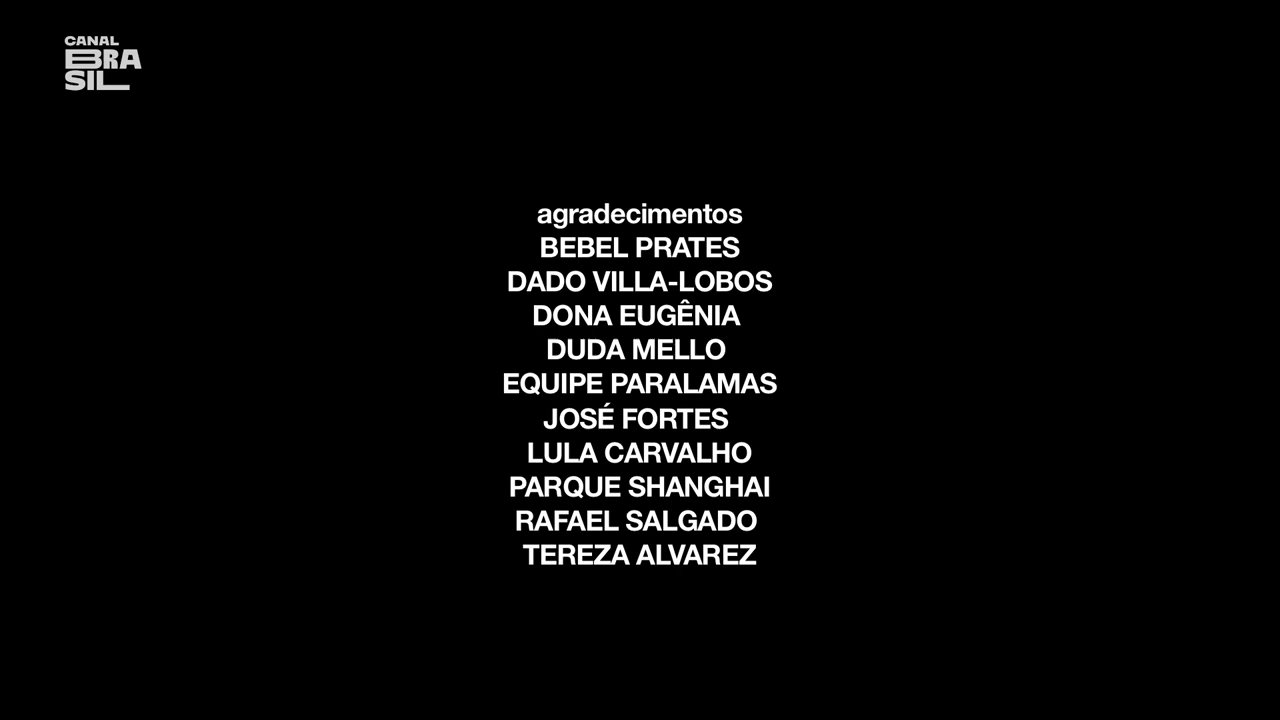 CANAL
BRA
SIL
agradecimentos
BEBEL PRATES
DADO VILLA-LOBOS
DONA EUGÊNIA
DUDA MELLO
EQUIPE PARALAMAS
JOSÉ FORTES
LULA CARVALHO
PARQUE SHANGHAI
RAFAEL SALGADO
TEREZA ALVAREZ